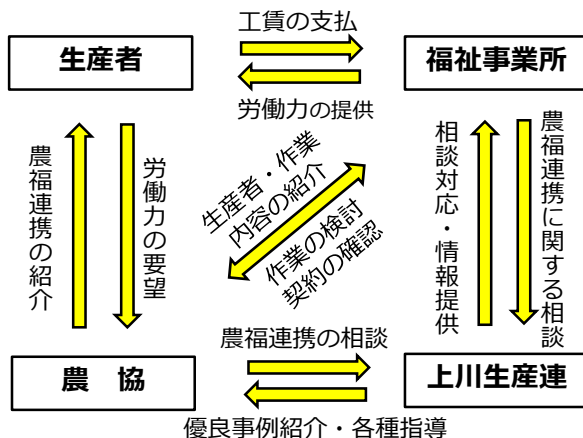 工賃の支払
生産者
福祉事業所
労働力の提供
農福連携の紹介
労働力の要望
生産者・作業
内容の紹介
作業の検討
契約の確認
相談対応・情報提供
農福連携に関する相談
農福連携の相談
農　協
上川生産連
優良事例紹介・各種指導